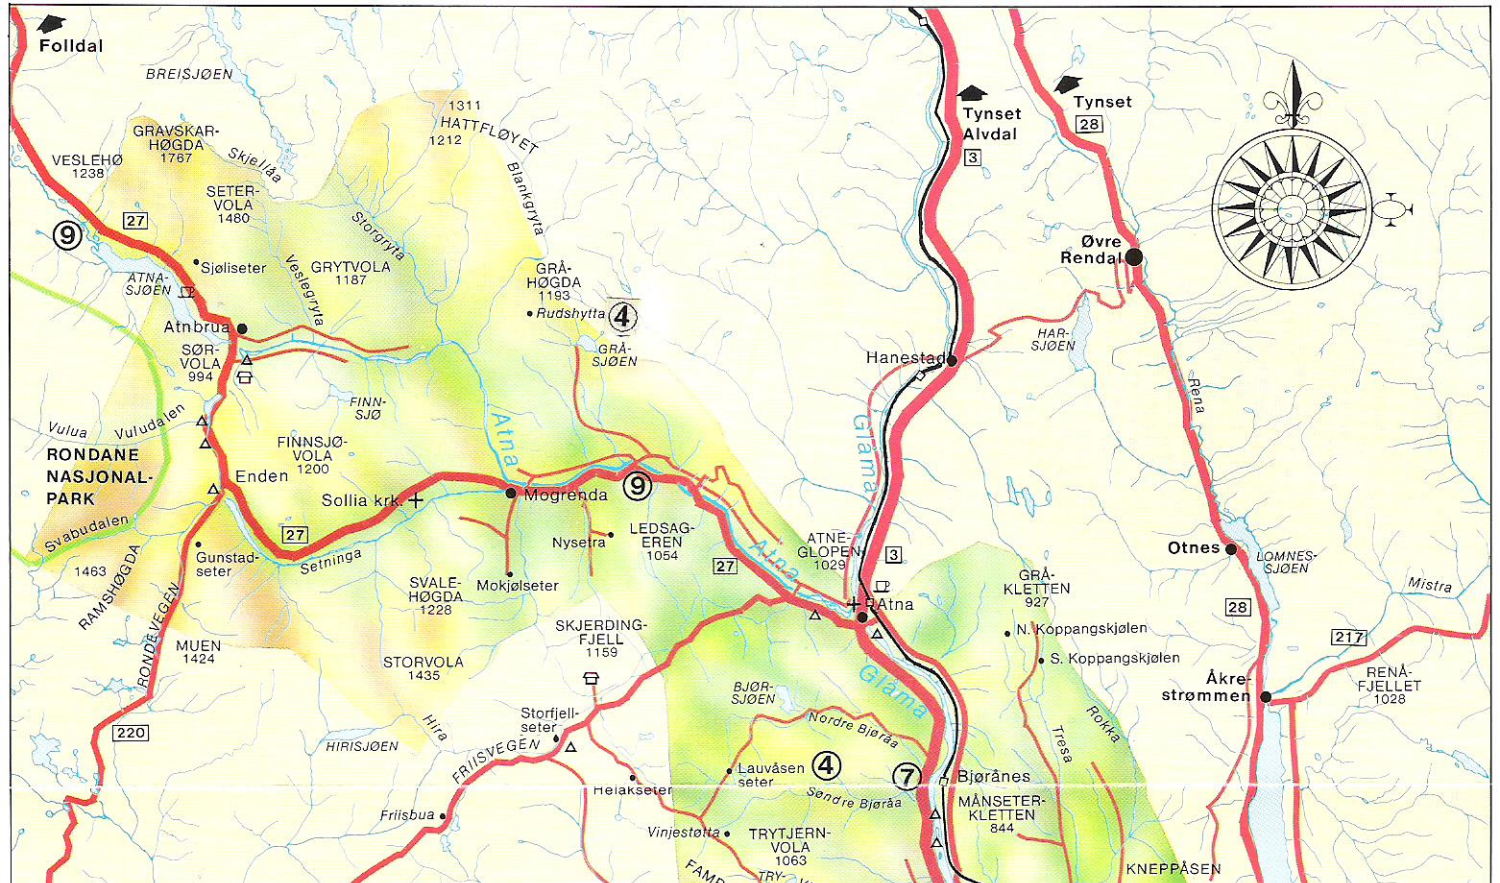 Folldal
BREISJØEN
1311
HATTFLØYET
1212
Tynset
Alvdal
3
Tynset
28
GRAVSKAR-
HØGDA
1767
VESLEHØ
1238
Skjellåa
SETER-
VOLA
1480
Blankgryta
Storgryta
27
9
Sjøliseter
Veslegryta
GRYTVOLA
1187
GRÅ-
HØGDA
1193
Rudshytta
4
GRÅ-
SJØEN
Øvre
Rendal
ATNA-
SJØEN
Atnbrua
SØR-
VOLA
994
HAR-
SJØEN
Hanestad
FINN-
SJØ
Rena
Vulua
Vuludalen
Atna
Glåma
RONDANE
NASJONAL-
PARK
FINNSJØ-
VOLA
1200
Enden
Sollia krk.
Mogrenda
9
Svabudalen
27
Setninga
Gunstad-
seter
1463
RAMSHØGDA
RONDEVEGEN
Nysetra
LEDSAG-
EREN
1054
27
Atna
ATNE-
GLOPEN
1029
3
Otnes
LOMNES-
SJØEN
Mistra
SVALE-
HØGDA
1228
Mokjølseter
GRÅ-
KLETTEN
927
Atna
28
217
N. Koppangskjølen
S. Koppangskjølen
SKJERDING-
FJELL
1159
MUEN
1424
STORVOLA
1435
Åkre-
strømmen
RENÅ-
FJELLET
1028
Glåma
BJØR-
SJØEN
Storfjell-
seter
Nordre Bjøråa
Rokka
Tresa
220
Hira
HIRISJØEN
FRIISVEGEN
Lauvåsen
seter
4
7
Bjørånes
Helakseter
Søndre Bjøråa
MÅNSETER-
KLETTEN
844
Friisbua
Vinjestøtta
TRYTJERN-
VOLA
1063
KNEPPÅSEN
TRY-